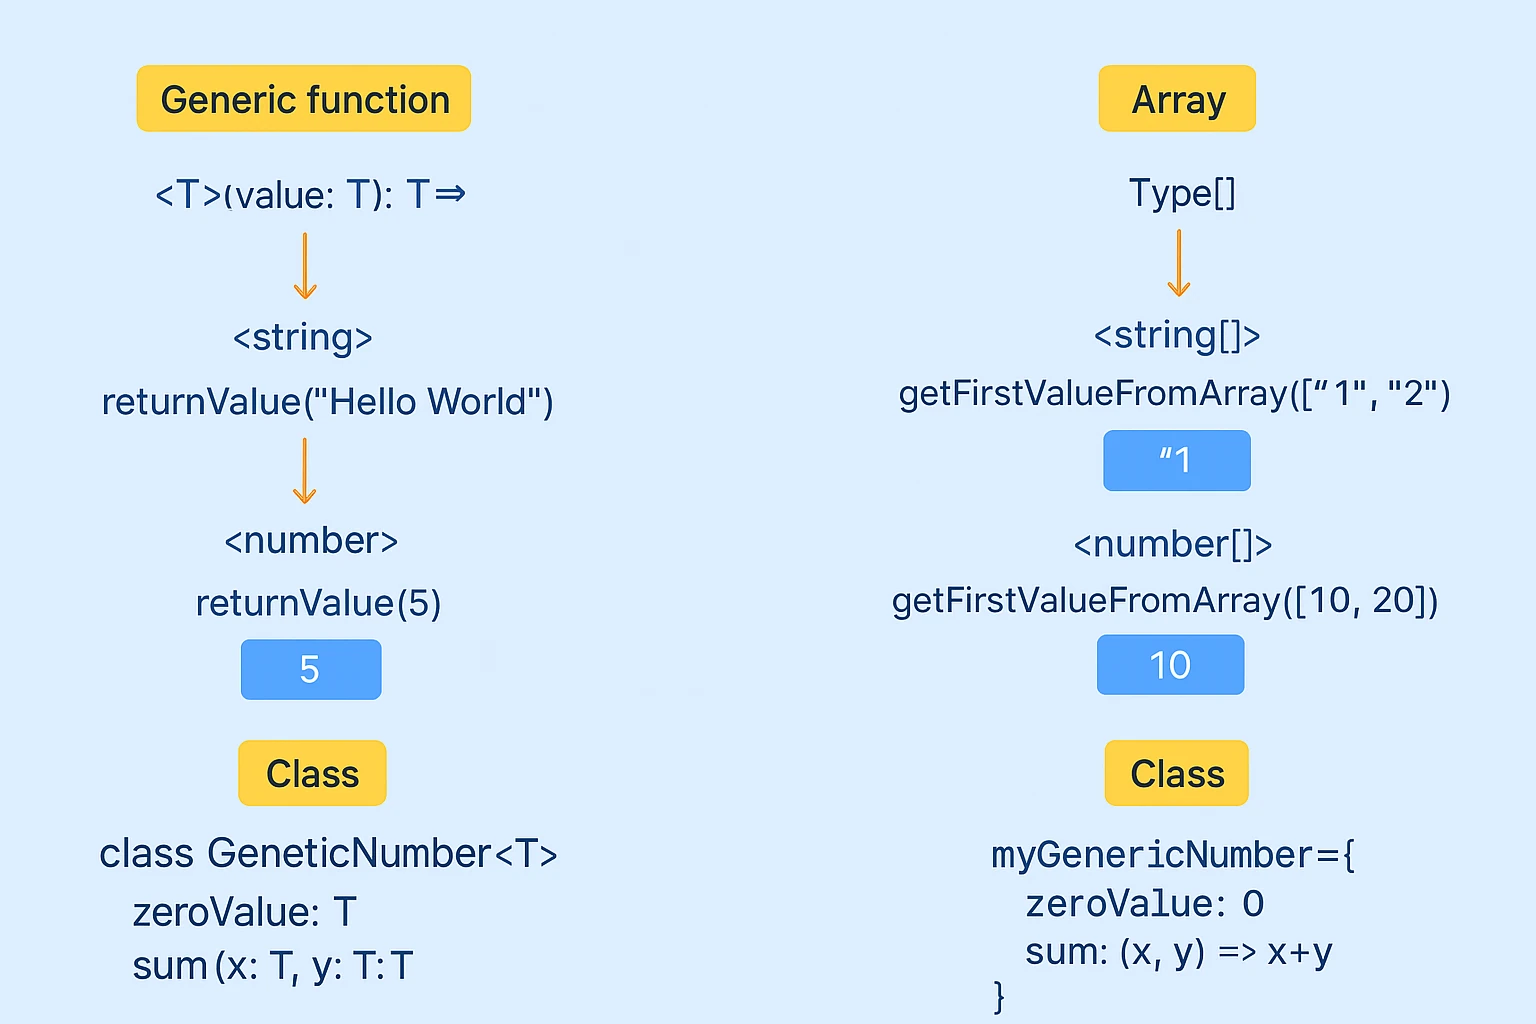 Generic function
<T>(value: T): T⇒
<string>
returnValue("Hello World")
<number>
returnValue(5)
5
Class
class GeneticNumber<T>
zeroValue: T
sum(x: T, y: T:T
Array
Type[]
<string[]>
getFirstValueFromArray([“1", "2")
“1
<number[]>
getFirstValueFromArray([10, 20])
10
Class
myGenericNumber={
zeroValue: 0
sum: (x, y) => x+y
}